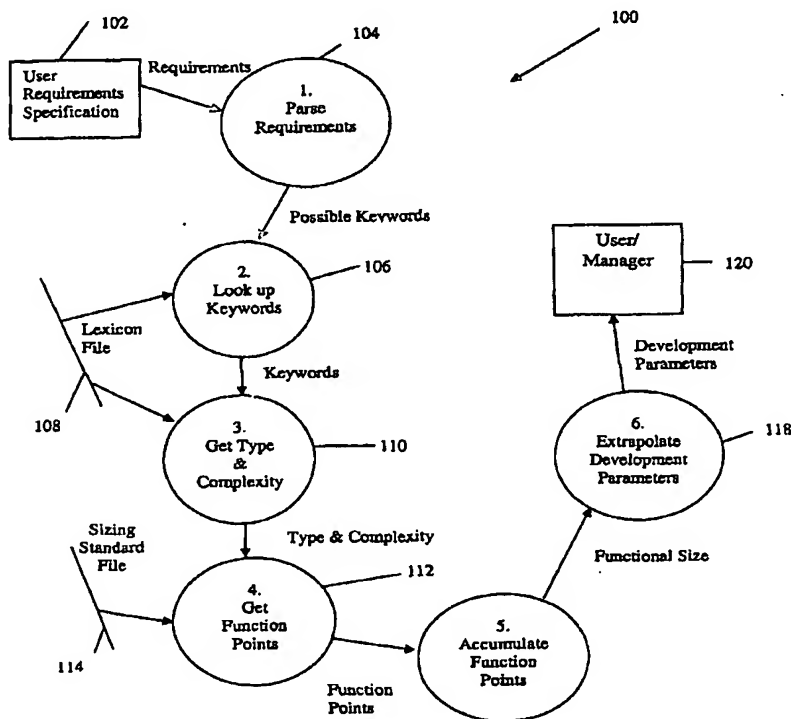 102
104
100
User
Requirements
Specification
Requirements
1.
Parse
Requirements
Possible Keywords
2.
Look up
Keywords
106
User/
Manager
120
Lexicon
File
Keywords
Development
Parameters
108
3.
Get Type
&
Complexity
110
6.
Extrapolate
Development
Parameters
118
Sizing
Standard
File
Type & Complexity
Functional Size
112
4.
Get
Function
Points
5.
Accumulate
Function
Points
114
Function
Points